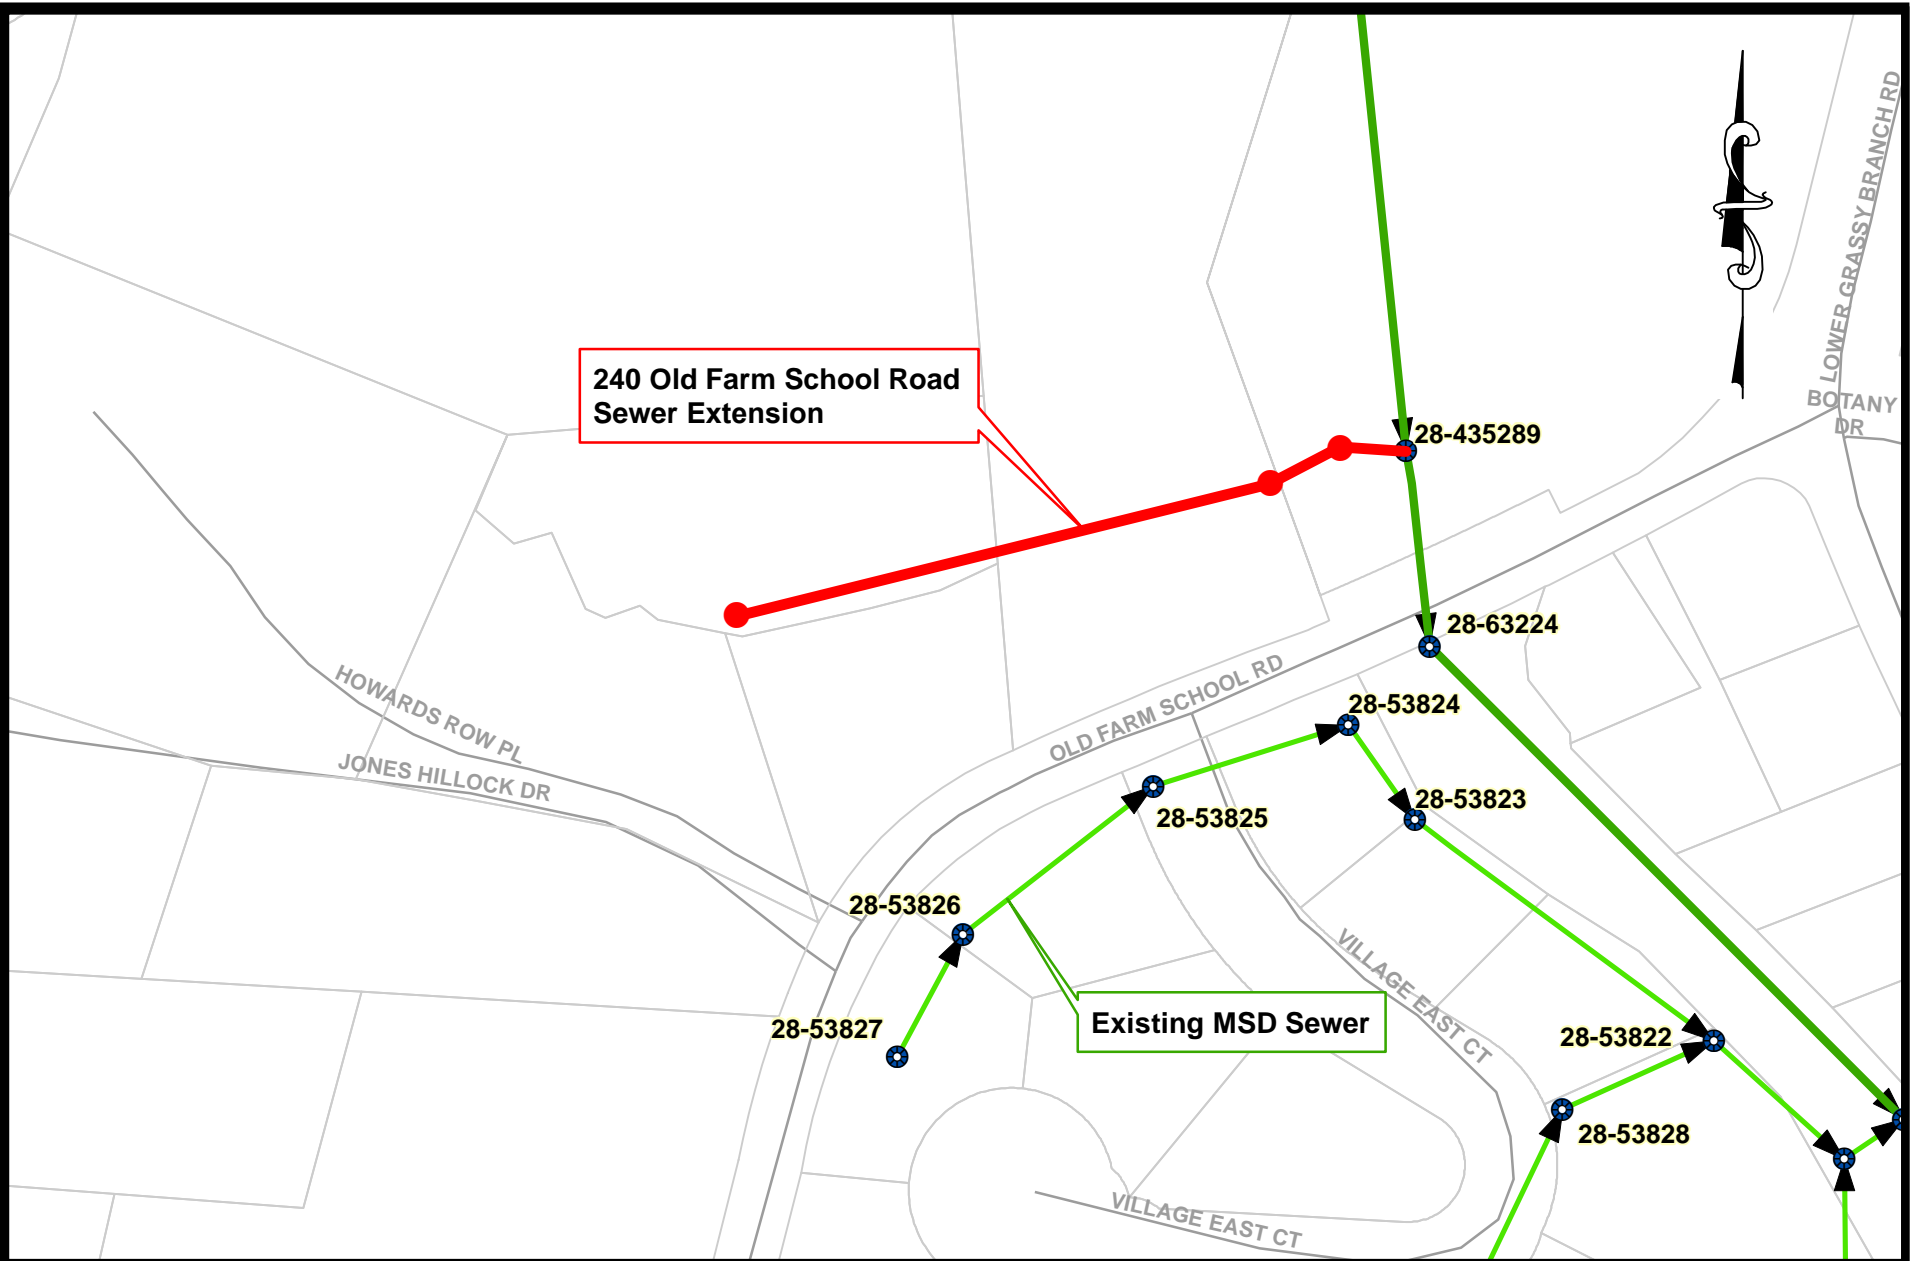 LOWER GRASSY BRANCH RD
240 Old Farm School Road
Sewer Extension
BOTANY
DR
28-435289
28-63224
HOWARDS ROW PL
OLD FARM SCHOOL RD
28-53824
JONES HILLOCK DR
28-53823
28-53825
28-53826
VILLAGE EAST CT
Existing MSD Sewer
28-53827
28-53822
28-53828
VILLAGE EAST CT